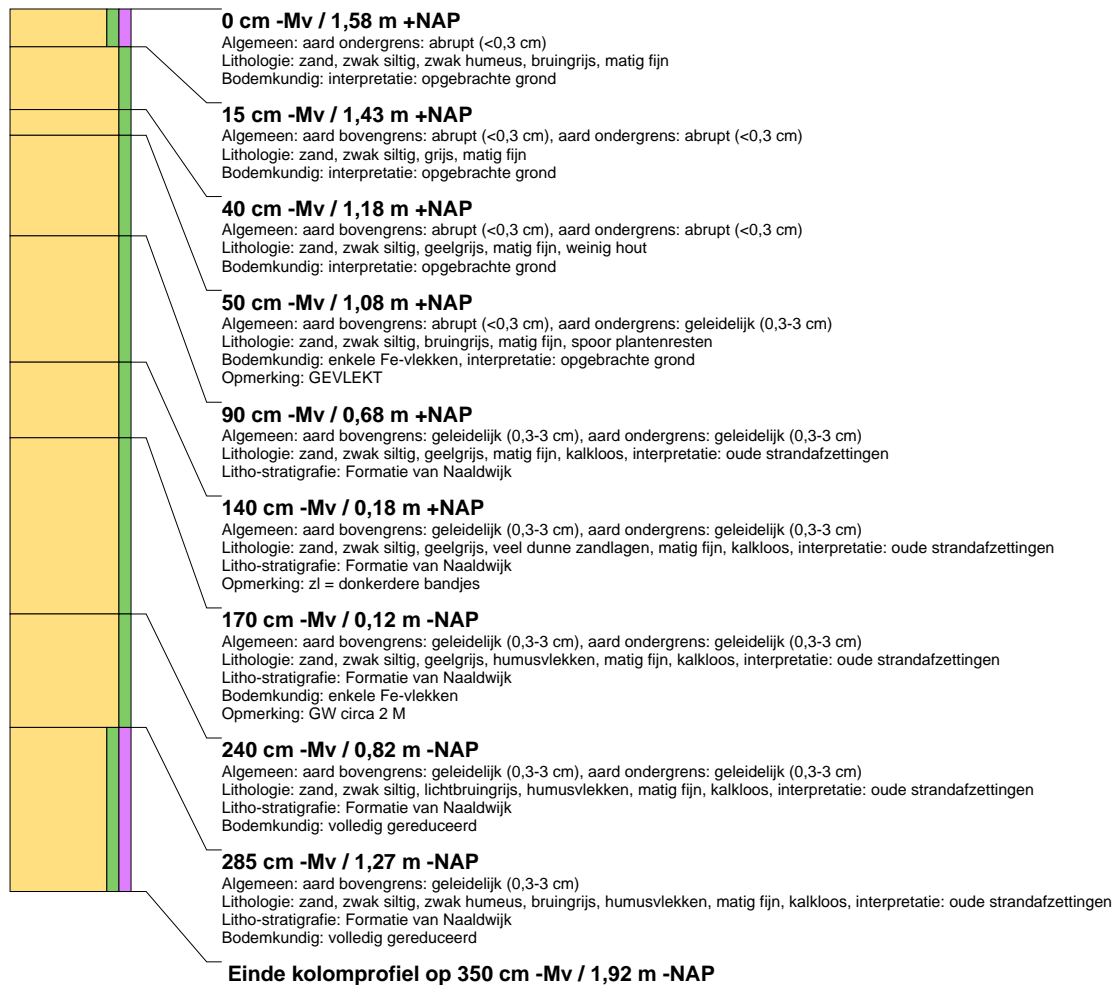 0 cm -Mv / 1,58 m +NAP
Algemeen: aard ondergrens: abrupt (<0,3 cm)
Lithologie: zand, zwak siltig, zwak humeus, bruingrijs, matig fijn
Bodemkundig: interpretatie: opgebrachte grond
15 cm -Mv / 1,43 m +NAP
Algemeen: aard bovengrens: abrupt (<0,3 cm), aard ondergrens: abrupt (<0,3 cm)
Lithologie: zand, zwak siltig, grijs, matig fijn
Bodemkundig: interpretatie: opgebrachte grond
40 cm -Mv / 1,18 m +NAP
Algemeen: aard bovengrens: abrupt (<0,3 cm), aard ondergrens: abrupt (<0,3 cm)
Lithologie: zand, zwak siltig, geelgrijs, matig fijn, weinig hout
Bodemkundig: interpretatie: opgebrachte grond
50 cm -Mv / 1,08 m +NAP
Algemeen: aard bovengrens: abrupt (<0,3 cm), aard ondergrens: geleidelijk (0,3-3 cm)
Lithologie: zand, zwak siltig, bruingrijs, matig fijn, spoor plantenresten
Bodemkundig: enkele Fe-vlekken, interpretatie: opgebrachte grond
Opmerking: GEVLEKT
90 cm -Mv / 0,68 m +NAP
Algemeen: aard bovengrens: geleidelijk (0,3-3 cm), aard ondergrens: geleidelijk (0,3-3 cm)
Lithologie: zand, zwak siltig, geelgrijs, matig fijn, kalkloos, interpretatie: oude strandafzettingen
Litho-stratigrafie: Formatie van Naaldwijk
140 cm -Mv / 0,18 m +NAP
Algemeen: aard bovengrens: geleidelijk (0,3-3 cm), aard ondergrens: geleidelijk (0,3-3 cm)
Lithologie: zand, zwak siltig, geelgrijs, veel dunne zandlagen, matig fijn, kalkloos, interpretatie: oude strandafzettingen
Litho-stratigrafie: Formatie van Naaldwijk
Opmerking: zl = donkerdere bandjes
170 cm -Mv / 0,12 m -NAP
Algemeen: aard bovengrens: geleidelijk (0,3-3 cm), aard ondergrens: geleidelijk (0,3-3 cm)
Lithologie: zand, zwak siltig, geelgrijs, humusvlekken, matig fijn, kalkloos, interpretatie: oude strandafzettingen
Litho-stratigrafie: Formatie van Naaldwijk
Bodemkundig: enkele Fe-vlekken
Opmerking: GW circa 2 M
240 cm -Mv / 0,82 m -NAP
Algemeen: aard bovengrens: geleidelijk (0,3-3 cm), aard ondergrens: geleidelijk (0,3-3 cm)
Lithologie: zand, zwak siltig, lichtbruingrijs, humusvlekken, matig fijn, kalkloos, interpretatie: oude strandafzettingen
Litho-stratigrafie: Formatie van Naaldwijk
Bodemkundig: volledig gereduceerd
285 cm -Mv / 1,27 m -NAP
Algemeen: aard bovengrens: geleidelijk (0,3-3 cm)
Lithologie: zand, zwak siltig, zwak humeus, bruingrijs, humusvlekken, matig fijn, kalkloos, interpretatie: oude strandafzettingen
Litho-stratigrafie: Formatie van Naaldwijk
Bodemkundig: volledig gereduceerd
Einde kolomprofiel op 350 cm -Mv / 1,92 m -NAP